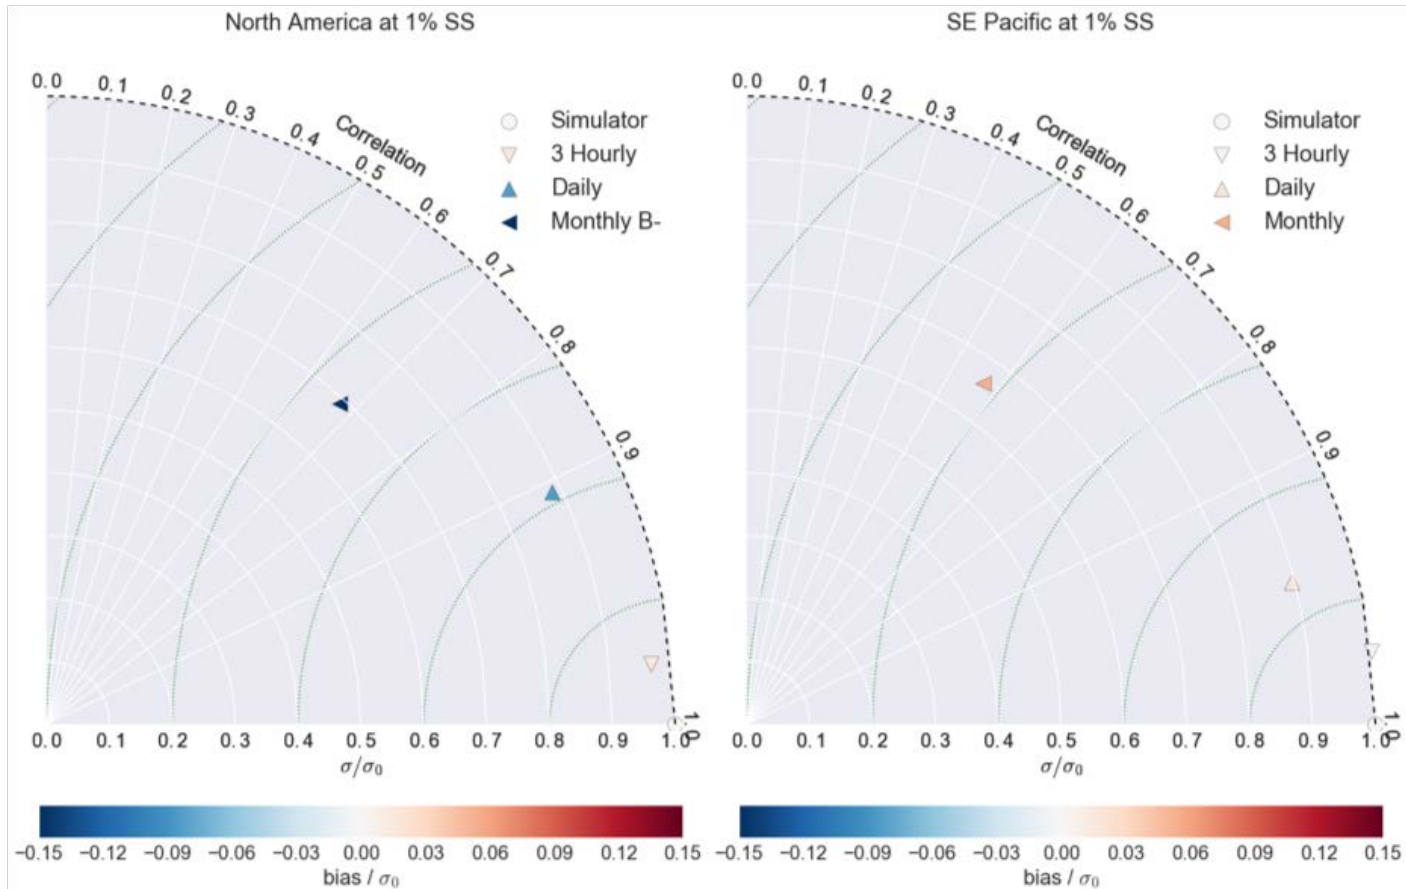 North America at 1% SS
0.0 0.1 0.2 0.3 0.4 0.5 0.6 0.7 0.8 0.9 1.0
Correlation
Simulator
3 Hourly
Daily
Monthly B-
0.0 0.1 0.2 0.3 0.4 0.5 0.6 0.7 0.8 0.9 1.0
σ/σ₀
−0.15 −0.12 −0.09 −0.06 −0.03 0.00 0.03 0.06 0.09 0.12 0.15
bias / σ₀
SE Pacific at 1% SS
0.0 0.1 0.2 0.3 0.4 0.5 0.6 0.7 0.8 0.9 1.0
Correlation
Simulator
3 Hourly
Daily
Monthly
0.0 0.1 0.2 0.3 0.4 0.5 0.6 0.7 0.8 0.9 1.0
σ/σ₀
−0.15 −0.12 −0.09 −0.06 −0.03 0.00 0.03 0.06 0.09 0.12 0.15
bias / σ₀